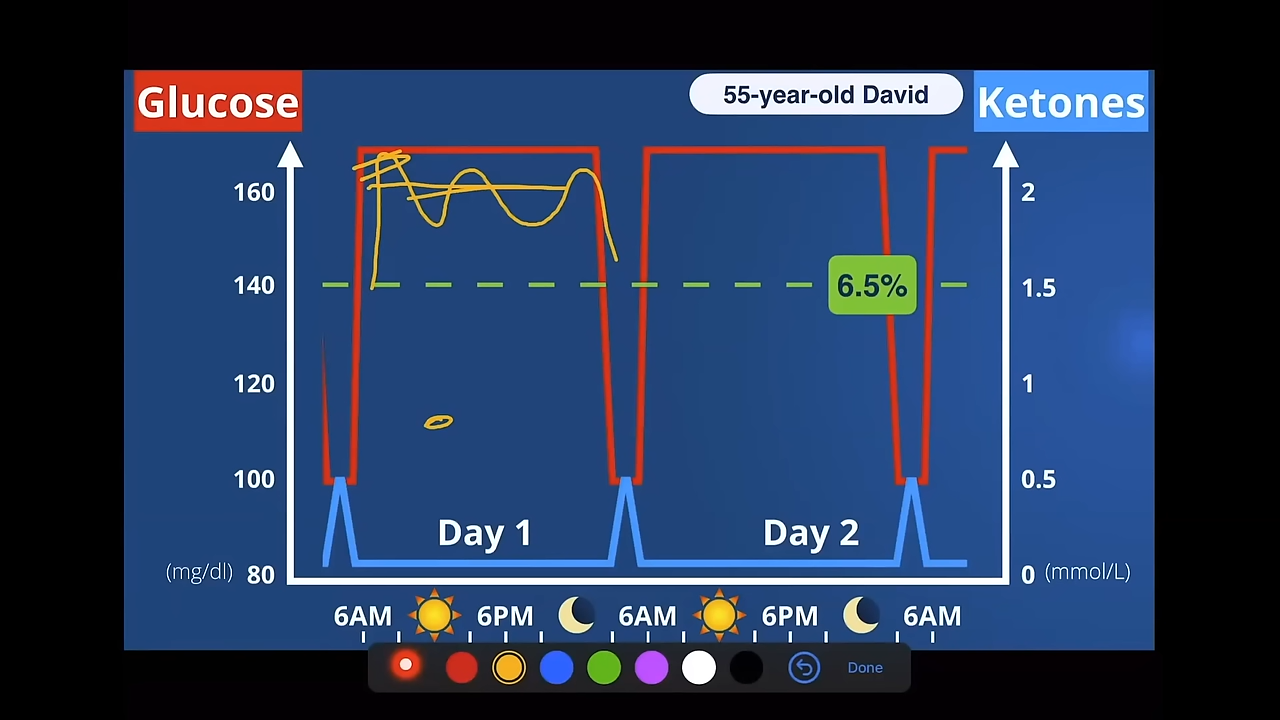 Glucose
55-year-old David
Ketones
160
2
140
6.5%
1.5
120
1
100
0.5
Day 1
Day 2
(mg/dl) 80
0 (mmol/L)
6AM 6PM 6AM 6PM 6AM
Done